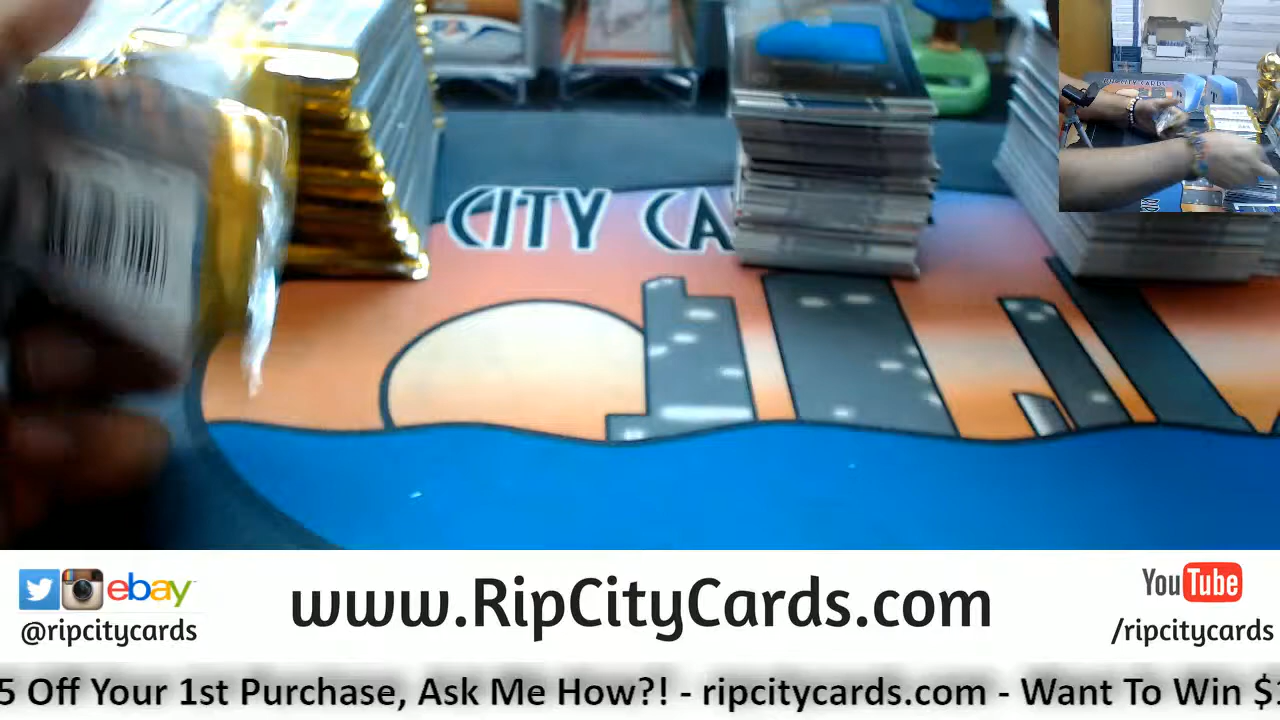 CITY CA
ebay
@ripcitycards
www.RipCityCards.com
YouTube
/ripcitycards
5 Off Your 1st Purchase, Ask Me How?! - ripcitycards.com - Want To Win $